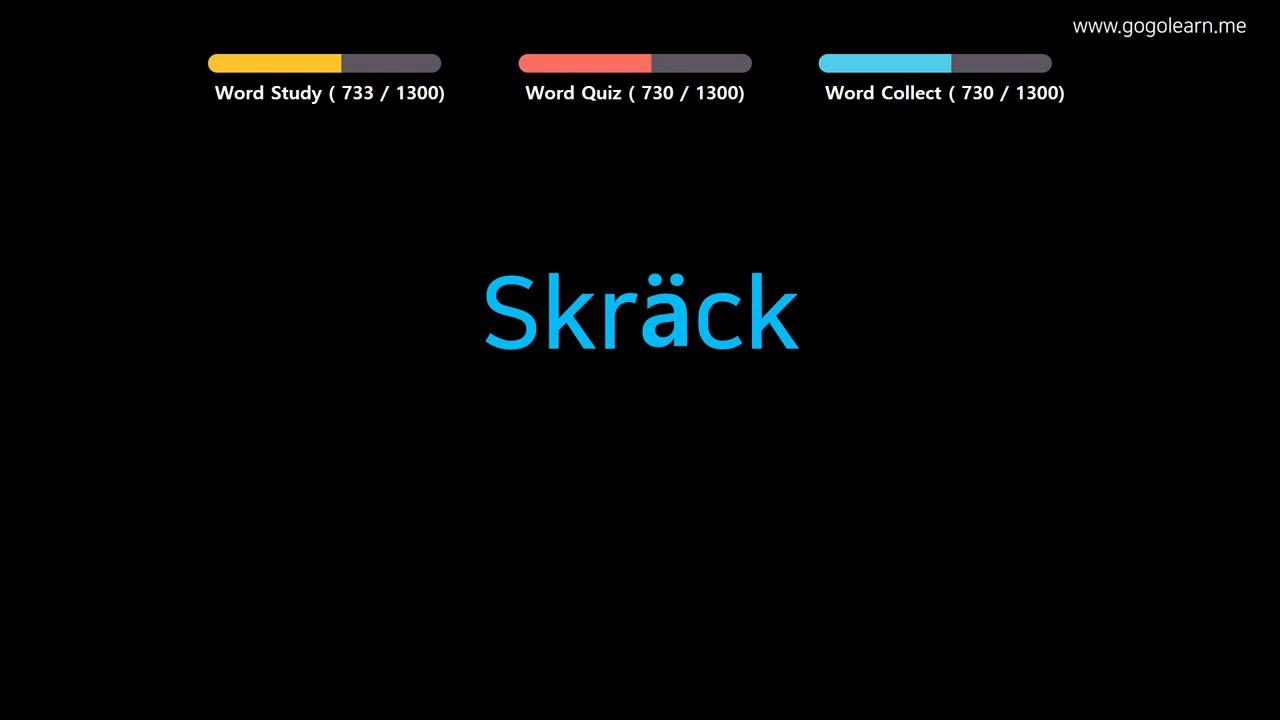 www.gogolearn.me
Word Study ( 733 / 1300)
Word Quiz ( 730 / 1300)
Word Collect ( 730 / 1300)
Skräck